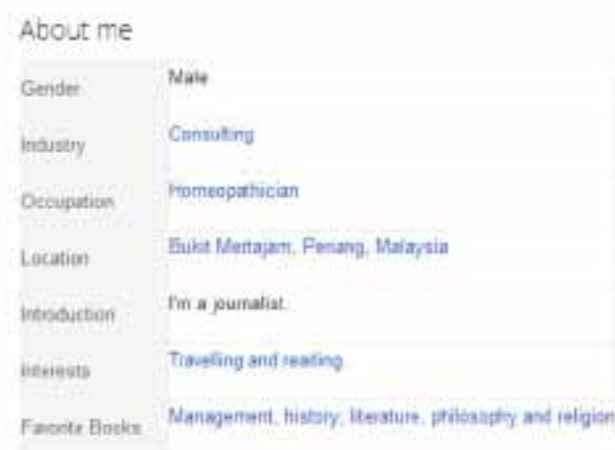 About me
Gender Male
Industry Consulting
Occupation Homeopathician
Location Bukit Mertajam, Penang, Malaysia
Introduction I'm a journalist.
Interests Travelling and reading
Favorite Books Management, history, literature, philosophy and religion